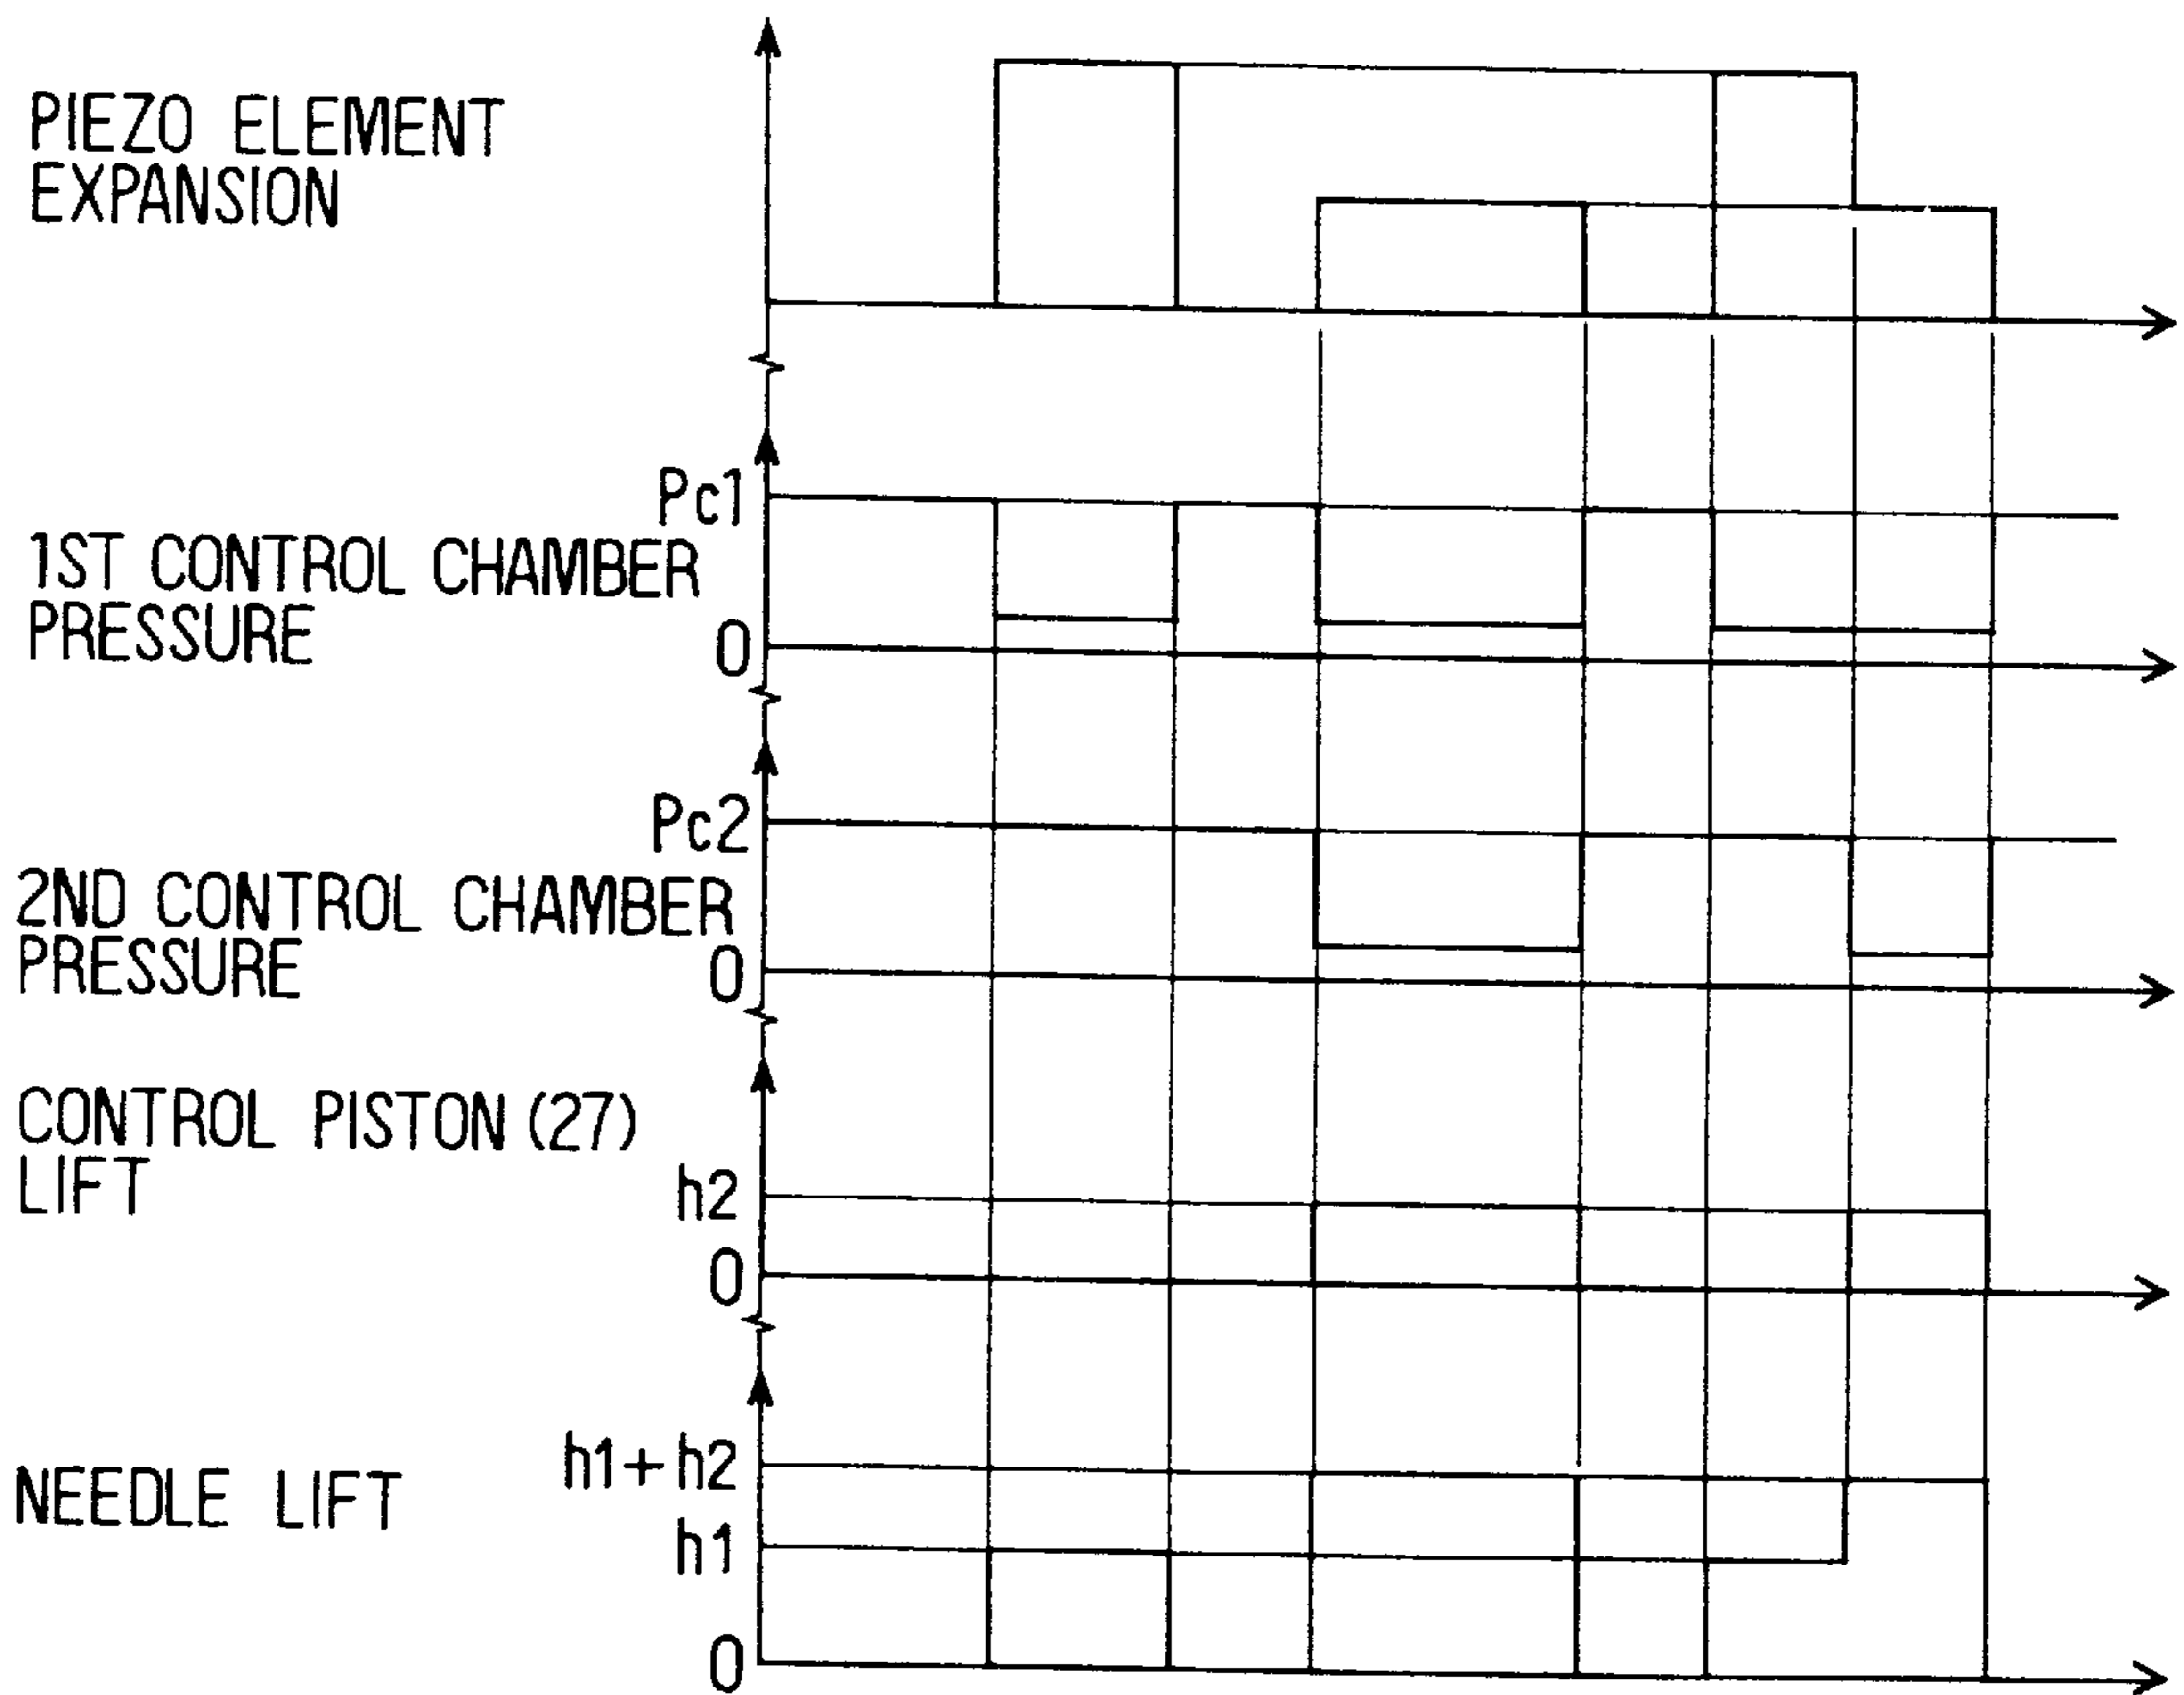 PIEZO ELEMENT
EXPANSION
Pc1
1ST CONTROL CHAMBER
PRESSURE
0
Pc2
2ND CONTROL CHAMBER
PRESSURE
0
CONTROL PISTON (27)
LIFT
h2
0
h1+h2
NEEDLE LIFT
h1
0